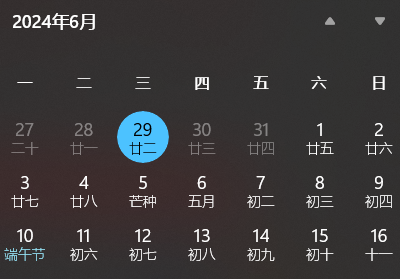 2024年6月
一 二 三 四 五 六 日
27 28 29 30 31 1 2
二十 廿一 廿二 廿三 廿四 廿五 廿六
3 4 5 6 7 8 9
廿七 廿八 芒种 五月 初二 初三 初四
10 11 12 13 14 15 16
端午节 初六 初七 初八 初九 初十 十一